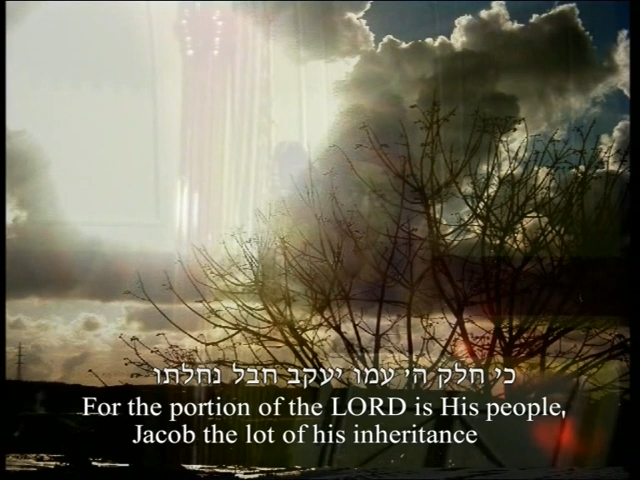 כי חלק ה׳ עמו יעקב חבל נחלתו
For the portion of the LORD is His people,
Jacob the lot of his inheritance